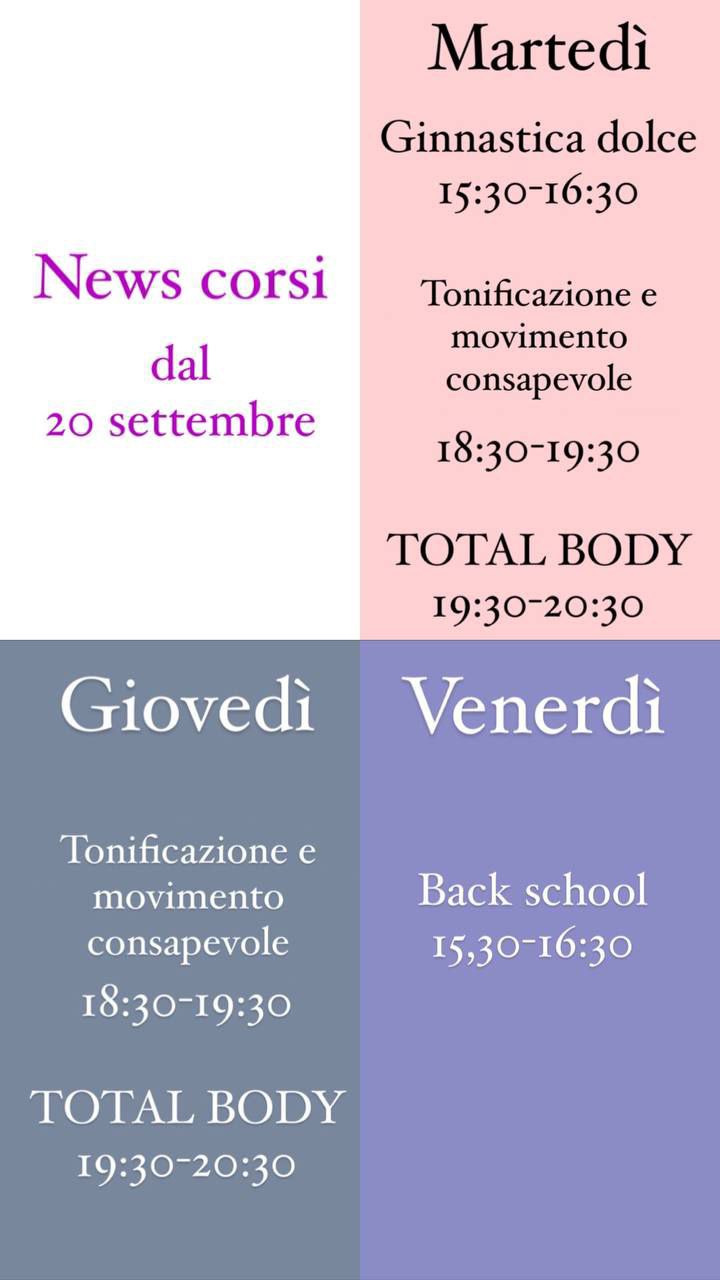 News corsi
dal
20 settembre
Martedì
Ginnastica dolce
15:30-16:30
Tonificazione e
movimento
consapevole
18:30-19:30
TOTAL BODY
19:30-20:30
Giovedì
Tonificazione e
movimento
consapevole
18:30-19:30
TOTAL BODY
19:30-20:30
Venerdì
Back school
15,30-16:30